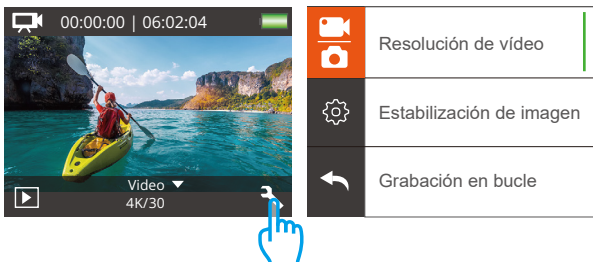 00:00:00 | 06:02:04
Video
4K/30
Resolución de vídeo
Estabilización de imagen
Grabación en bucle